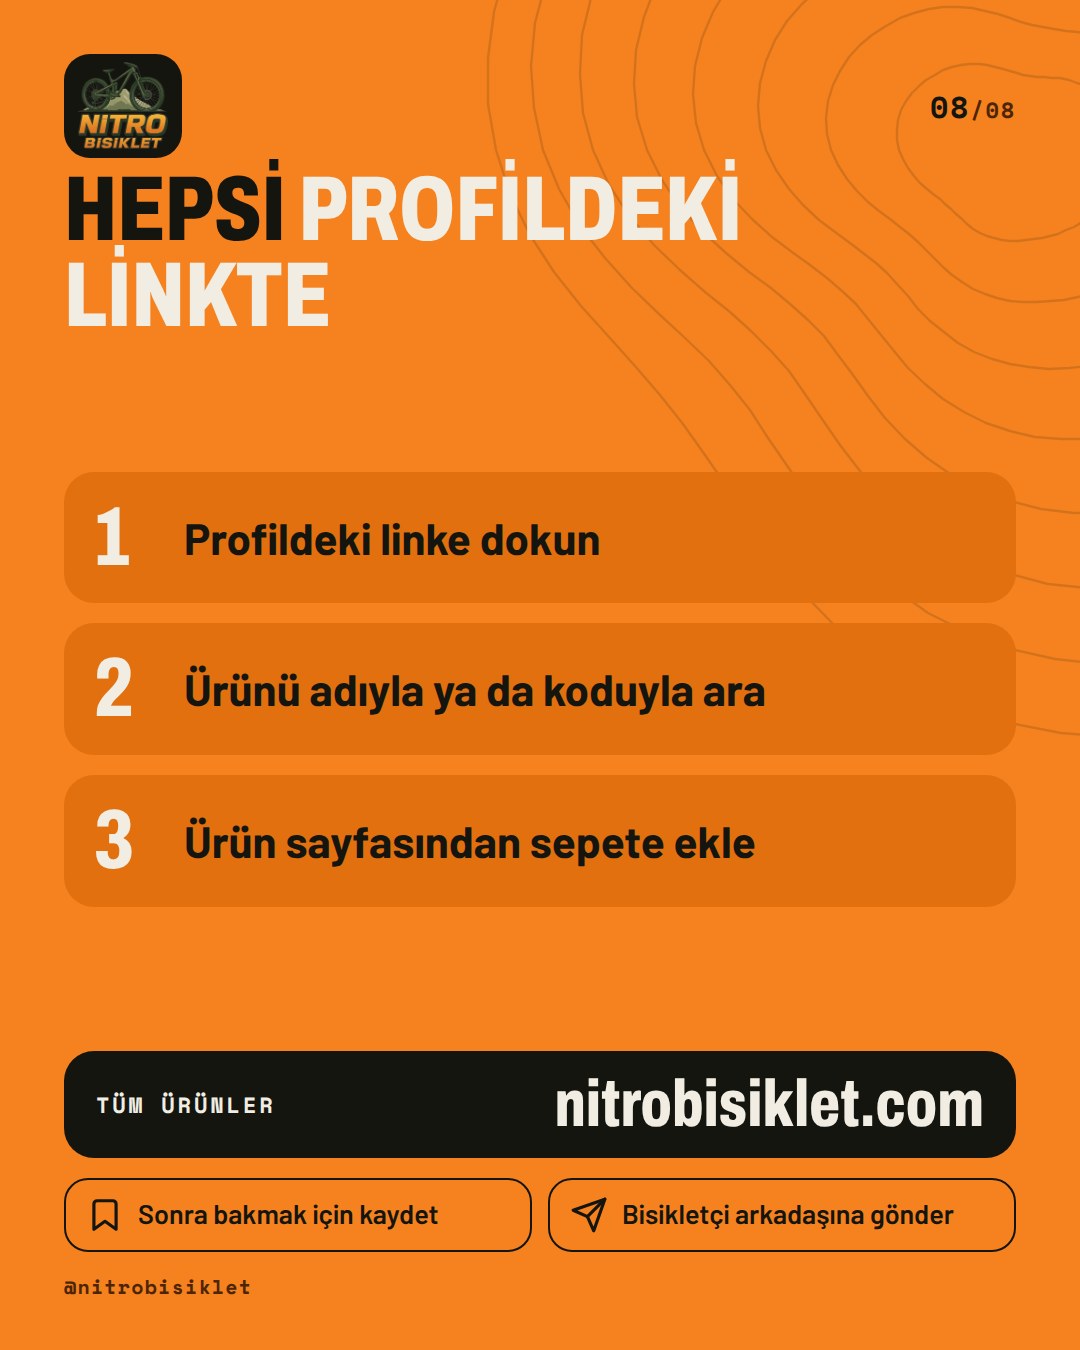 NITRO
BISIKLET
08/08
HEPSİ PROFİLDEKİ
LİNKTE
1 Profildeki linke dokun
2 Ürünü adıyla ya da koduyla ara
3 Ürün sayfasından sepete ekle
TÜM ÜRÜNLER nitrobisiklet.com
Sonra bakmak için kaydet
Bisikletçi arkadaşına gönder
@nitrobisiklet